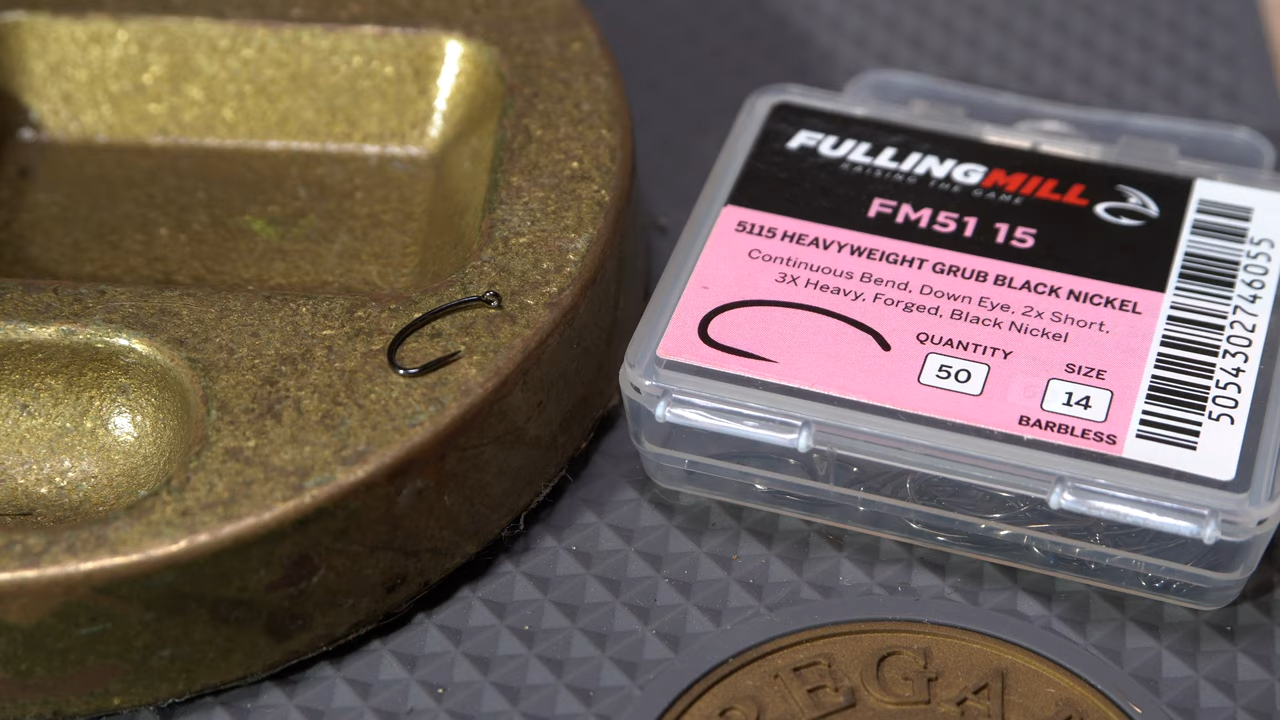 FULLINGMILL
RAISING THE GAME
FM51 15
5115 HEAVYWEIGHT GRUB BLACK NICKEL
Continuous Bend, Down Eye, 2x Short,
3X Heavy, Forged, Black Nickel
QUANTITY
50
SIZE
14
BARBLESS
5054302746055
REGA